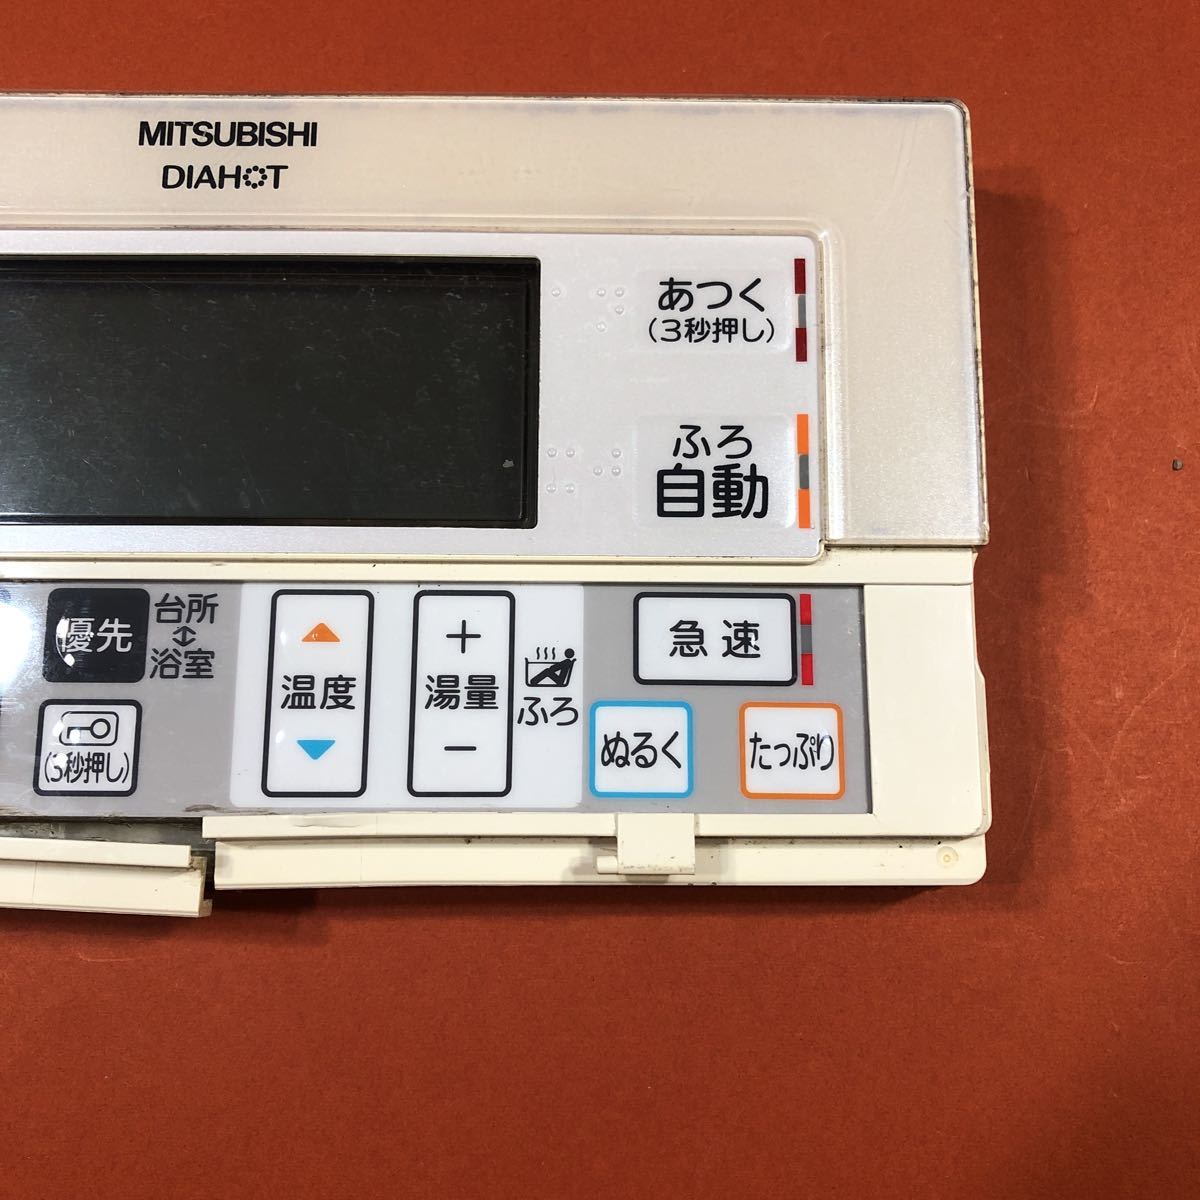 MITSUBISHI
DIAHOT
あつく
(3秒押し)
ふろ
自動
優先
台所
↕
浴室
(3秒押し)
温度
+
湯量
−
ふろ
急速
ぬるく
たっぷり